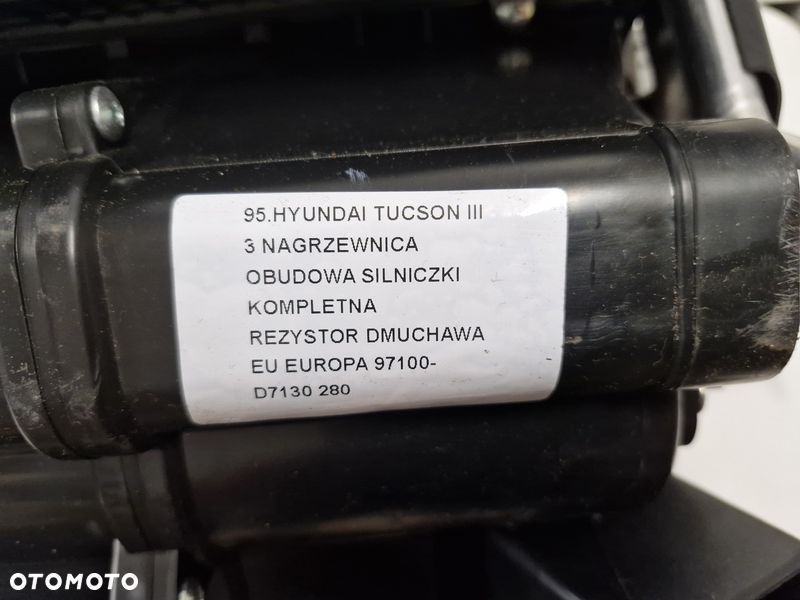 95.HYUNDAI TUCSON III
3 NAGRZEWNICA
OBUDOWA SILNICZKI
KOMPLETNA
REZYSTOR DMUCHAWA
EU EUROPA 97100-
D7130 280
OTOMOTO